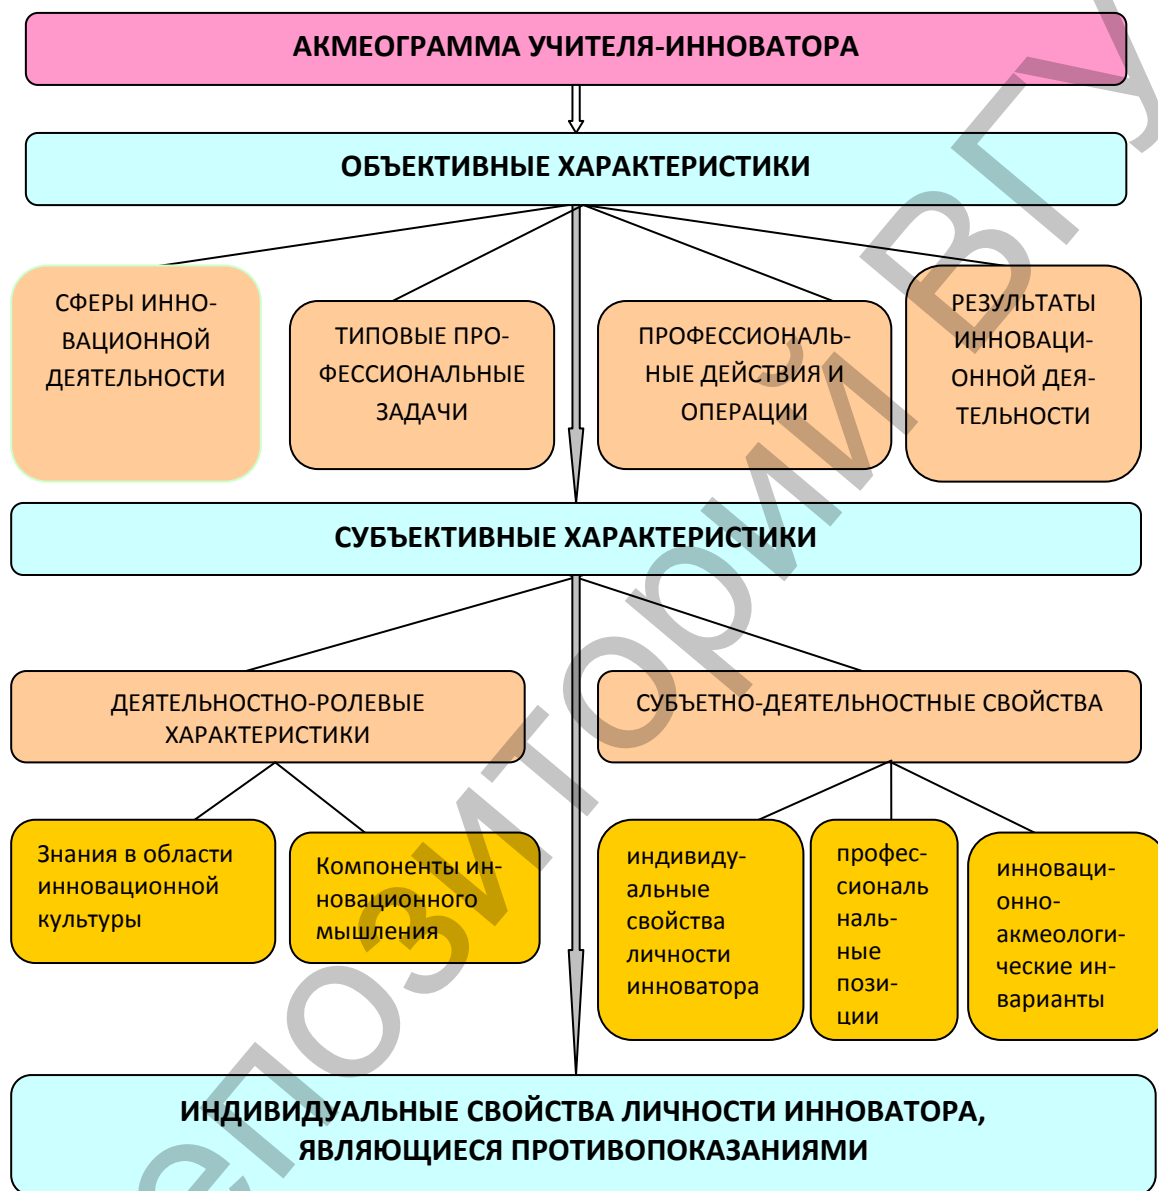 АКМЕОГРАММА УЧИТЕЛЯ-ИННОВАТОРА
ОБЪЕКТИВНЫЕ ХАРАКТЕРИСТИКИ
СФЕРЫ ИННО-
ВАЦИОННОЙ
ДЕЯТЕЛЬНОСТИ
ТИПОВЫЕ ПРО-
ФЕССИОНАЛЬНЫЕ
ЗАДАЧИ
ПРОФЕССИОНАЛЬ-
НЫЕ ДЕЙСТВИЯ И
ОПЕРАЦИИ
РЕЗУЛЬТАТЫ
ИННОВАЦИ-
ОННОЙ ДЕЯ-
ТЕЛЬНОСТИ
СУБЪЕКТИВНЫЕ ХАРАКТЕРИСТИКИ
ДЕЯТЕЛЬНОСТНО-РОЛЕВЫЕ
ХАРАКТЕРИСТИКИ
СУБЪЕТНО-ДЕЯТЕЛЬНОСТНЫЕ СВОЙСТВА
Знания в области
инновационной
культуры
Компоненты ин-
новационного
мышления
индивиду-
альные
свойства
личности
инноватора
профес-
сиональ
наль-
ные
пози-
ции
инноваци-
онно-
акмеологи-
ческие ин-
варианты
ИНДИВИДУАЛЬНЫЕ СВОЙСТВА ЛИЧНОСТИ ИННОВАТОРА,
ЯВЛЯЮЩИЕСЯ ПРОТИВОПОКАЗАНИЯМИ
епозиторий ВГУ